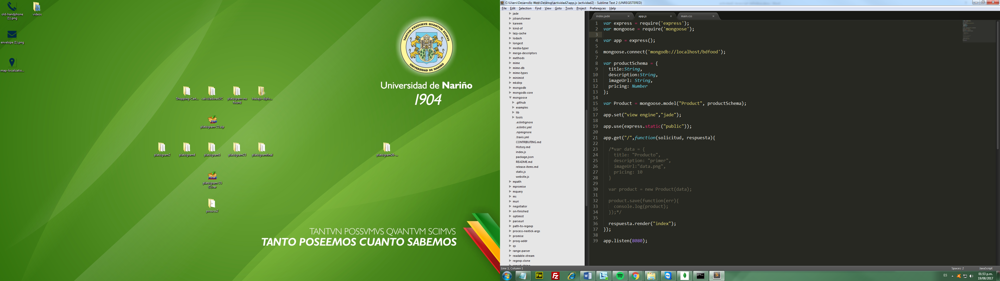 old-handphone (1).png
videos
envelope (1).png
map-localizatio...
TANTVM POSSVMVS QVANTVM SCIMVS
UNIVERSIDAD DE NARIÑO
Universidad de Nariño
1904
Shopping-Cart...
calculadorasUC
platzigram-no found
trabajo-diplo...
platzigram-23.zip
platzigram2
platzigram4
platzigram5
platzigram23
platzigramfinal
platzigram26-...
platzigram-15 (1).rar
posscss2
TANTVN POSSVMVS QVANTVM SCIMVS
TANTO POSEEMOS CUANTO SABEMOS
C:\Users\Desarrollo Web\Desktop\actividad2\app.js (actividad2) - Sublime Text 2 (UNREGISTERED)
File Edit Selection Find View Goto Tools Project Preferences Help
jade
jstransformer
kareem
kind-of
lazy-cache
lodash
longest
media-typer
merge-descriptors
methods
mime
mime-db
mime-types
minimist
mkdirp
mongodb
mongodb-core
mongoose
.github
examples
lib
tools
.eslintignore
.eslintrc.yml
.npmignore
.travis.yml
CONTRIBUTING.md
History.md
index.js
package.json
README.md
release-items.md
static.js
website.js
mpath
mpromise
mquery
ms
muri
negotiator
on-finished
optimist
parseurl
path-to-regexp
process-nextick-args
promise
proxy-addr
qs
range-parser
readable-stream
regexp-clone
index.jade
app.js
main.css
1 var express = require('express');
2 var mongoose = require('mongoose');
3
4 var app = express();
5
6 mongoose.connect('mongodb://localhost/bdfood');
7
8 var productSchema = {
9 title:String,
10 description:String,
11 imageUrl: String,
12 pricing: Number
13 };
14
15 var Product = mongoose.model("Product", productSchema);
16
17 app.set("view engine","jade");
18
19 app.use(express.static("public"));
20
21 app.get("/",function(solicitud, respuesta){
22
23 /*var data = {
24 title: "Producto",
25 description: "primer",
26 imageUrl:"data.png",
27 pricing: 10
28 }
29
30 var product = new Product(data);
31
32 product.save(function(err){
33 console.log(product);
34 });*/
35
36 respuesta.render("index");
37 });
38
39 app.listen(8080);
Line 3, Column 1
Spaces: 2
JavaScript
ES
01:53 p.m.
19/08/2017